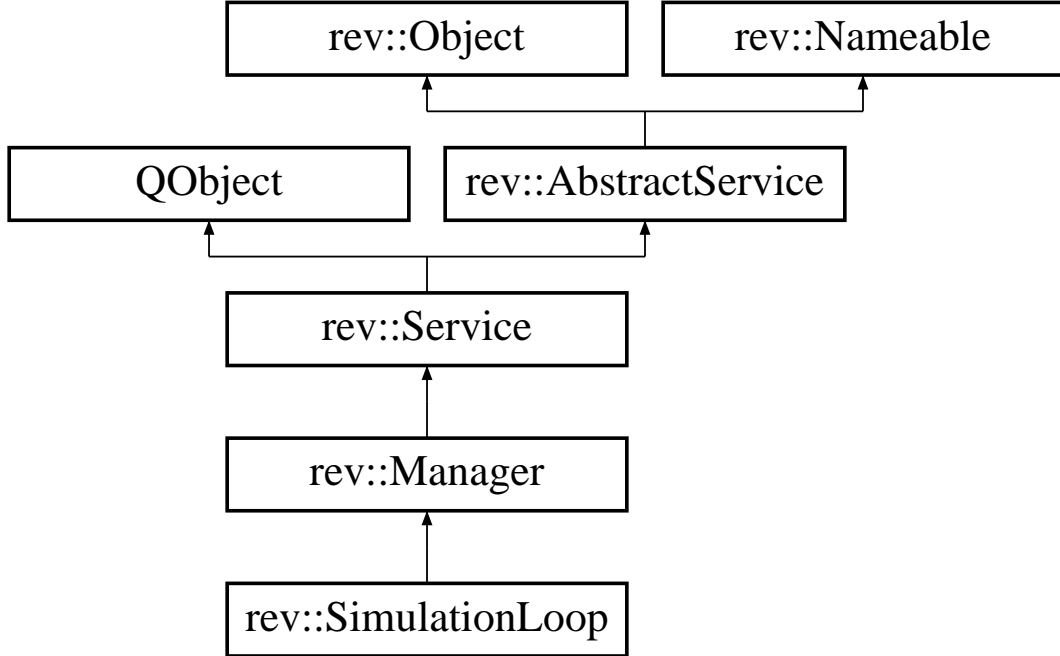 rev::Object
rev::Nameable
QObject
rev::AbstractService
rev::Service
rev::Manager
rev::SimulationLoop